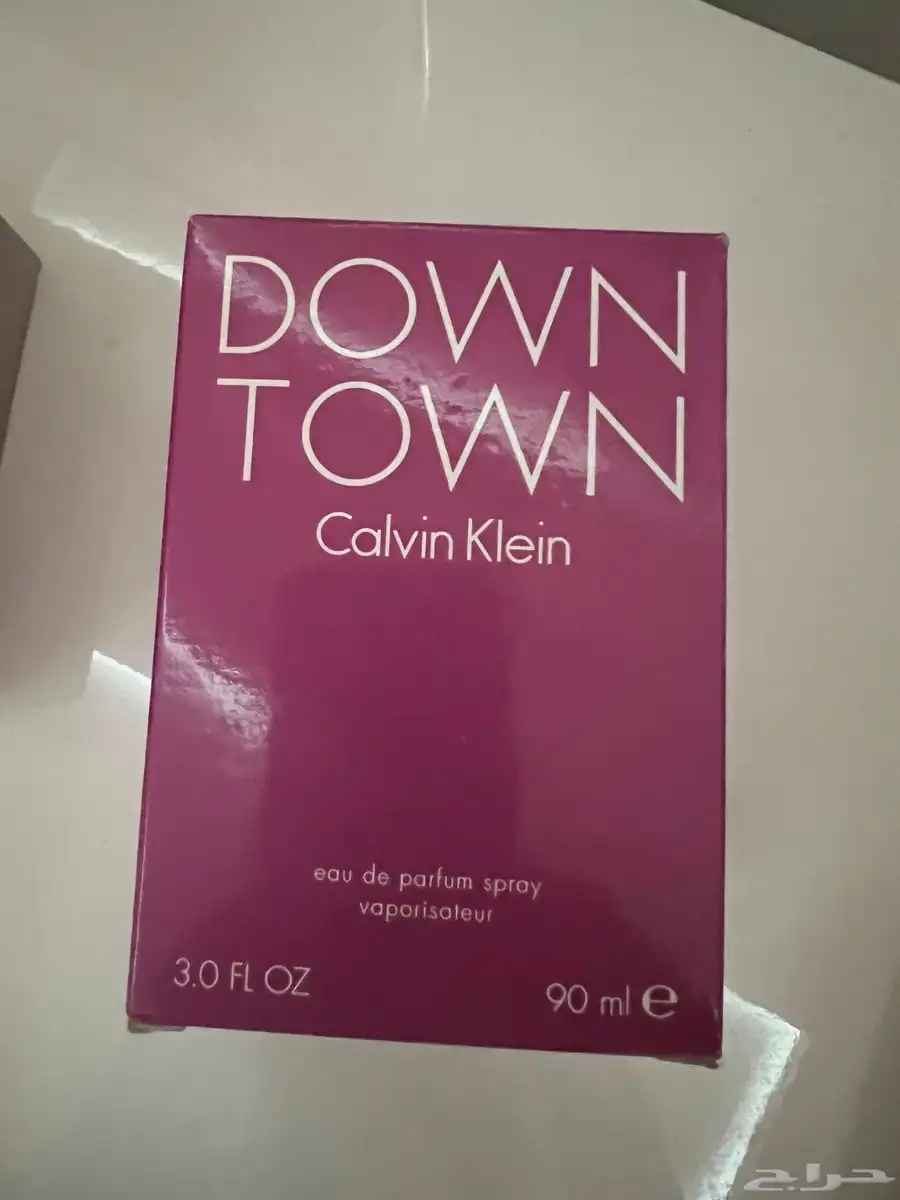 DOWN
TOWN
Calvin Klein
eau de parfum spray
vaporisateur
3.0 FL OZ
90 ml ℮
حراج